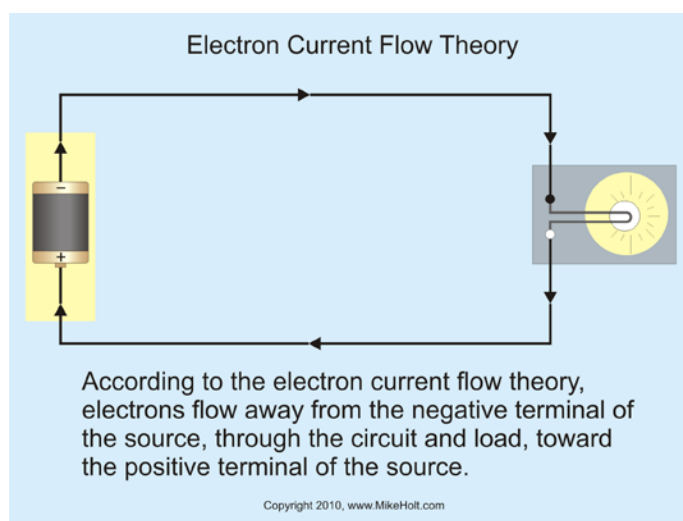 Electron Current Flow Theory
−
+
According to the electron current flow theory,
electrons flow away from the negative terminal of
the source, through the circuit and load, toward
the positive terminal of the source.
Copyright 2010, www.MikeHolt.com